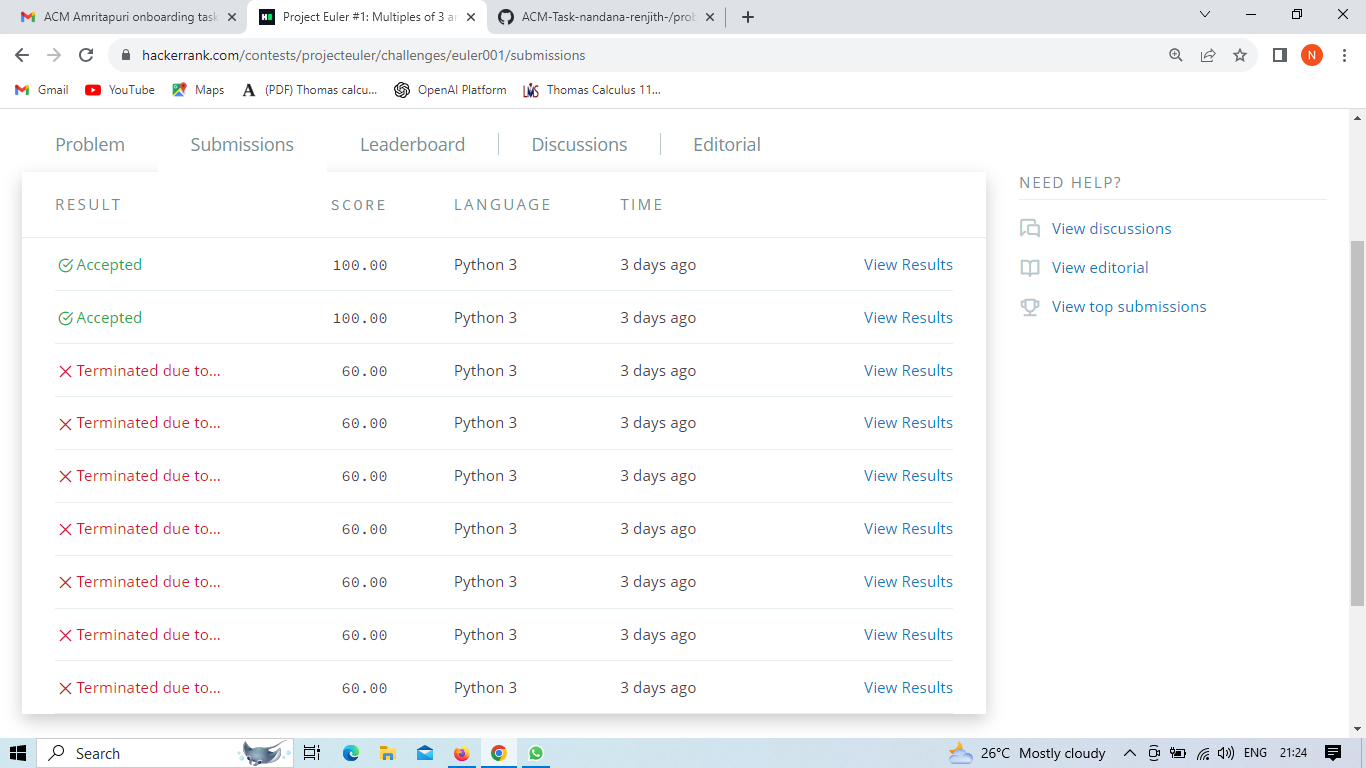 ACM Amritapuri onboarding task
Project Euler #1: Multiples of 3 an
ACM-Task-nandana-renjith-/prob
hackerrank.com/contests/projecteuler/challenges/euler001/submissions
N
Gmail YouTube Maps (PDF) Thomas calcu... OpenAI Platform Thomas Calculus 11...
Problem Submissions Leaderboard Discussions Editorial
RESULT SCORE LANGUAGE TIME
Accepted 100.00 Python 3 3 days ago View Results
Accepted 100.00 Python 3 3 days ago View Results
Terminated due to... 60.00 Python 3 3 days ago View Results
Terminated due to... 60.00 Python 3 3 days ago View Results
Terminated due to... 60.00 Python 3 3 days ago View Results
Terminated due to... 60.00 Python 3 3 days ago View Results
Terminated due to... 60.00 Python 3 3 days ago View Results
Terminated due to... 60.00 Python 3 3 days ago View Results
Terminated due to... 60.00 Python 3 3 days ago View Results
NEED HELP?
View discussions
View editorial
View top submissions
Search
26°C Mostly cloudy
ENG
21:24